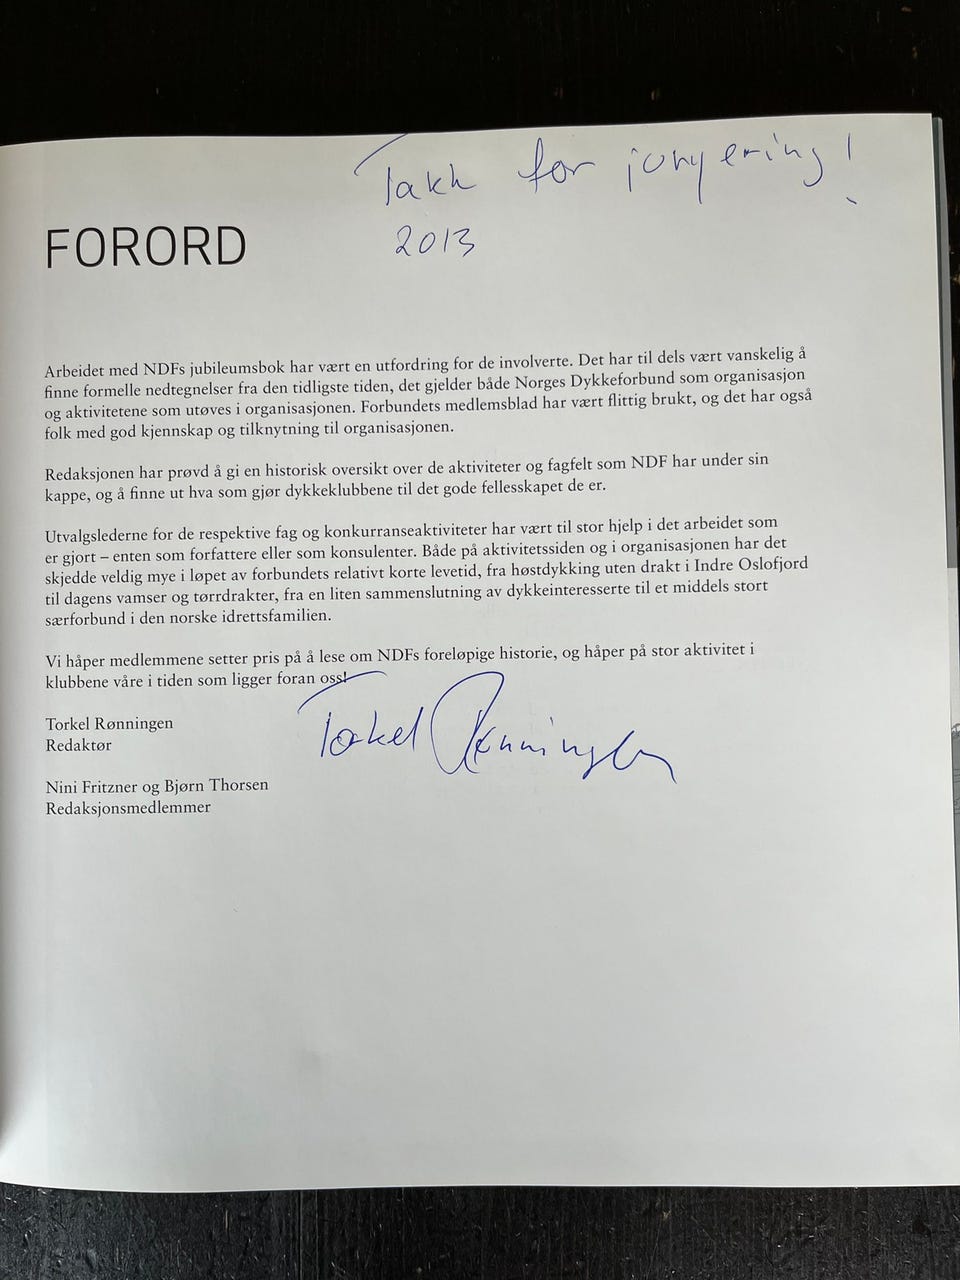 Takk for juryering!
2013
FORORD
Arbeidet med NDFs jubileumsbok har vært en utfordring for de involverte. Det har til dels vært vanskelig å
finne formelle nedtegnelser fra den tidligste tiden, det gjelder både Norges Dykkeforbund som organisasjon
og aktivitetene som utøves i organisasjonen. Forbundets medlemsblad har vært flittig brukt, og det har også
folk med god kjennskap og tilknytning til organisasjonen.
Redaksjonen har prøvd å gi en historisk oversikt over de aktiviteter og fagfelt som NDF har under sin
kappe, og å finne ut hva som gjør dykkeklubbene til det gode fellesskapet de er.
Utvalgslederne for de respektive fag og konkurranseaktiviteter har vært til stor hjelp i det arbeidet som
er gjort – enten som forfattere eller som konsulenter. Både på aktivitetssiden og i organisasjonen har det
skjedde veldig mye i løpet av forbundets relativt korte levetid, fra høstdykking uten drakt i Indre Oslofjord
til dagens vamser og tørrdrakter, fra en liten sammenslutning av dykkeinteresserte til et middels stort
særforbund i den norske idrettsfamilien.
Vi håper medlemmene setter pris på å lese om NDFs foreløpige historie, og håper på stor aktivitet i
klubbene våre i tiden som ligger foran oss!
Torkel Rønningen
Redaktør
Torkel Rønningen
Nini Fritzner og Bjørn Thorsen
Redaksjonsmedlemmer